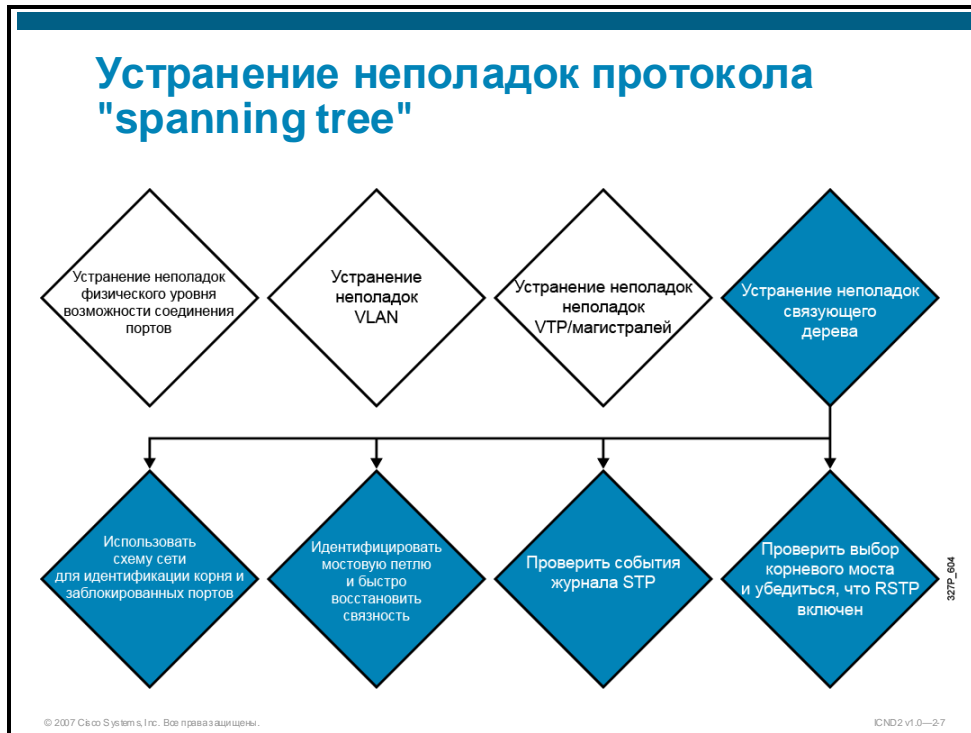 Устранение неполадок протокола
"spanning tree"
Устранение неполадок
физического уровня
возможности соединения
портов
Устранение
неполадок
VLAN
Устранение неполадок
неполадок
VTP/магистралей
Устранение неполадок
связующего
дерева
Использовать
схему сети
для идентификации корня и
заблокированных портов
Идентифицировать
мостовую петлю
и быстро
восстановить
связность
Проверить события
журнала STP
Проверить выбор
корневого моста
и убедиться, что RSTP
включен
327P_604
© 2007 Cisco Systems, Inc. Все права защищены.
ICND2 v1.0—2-7